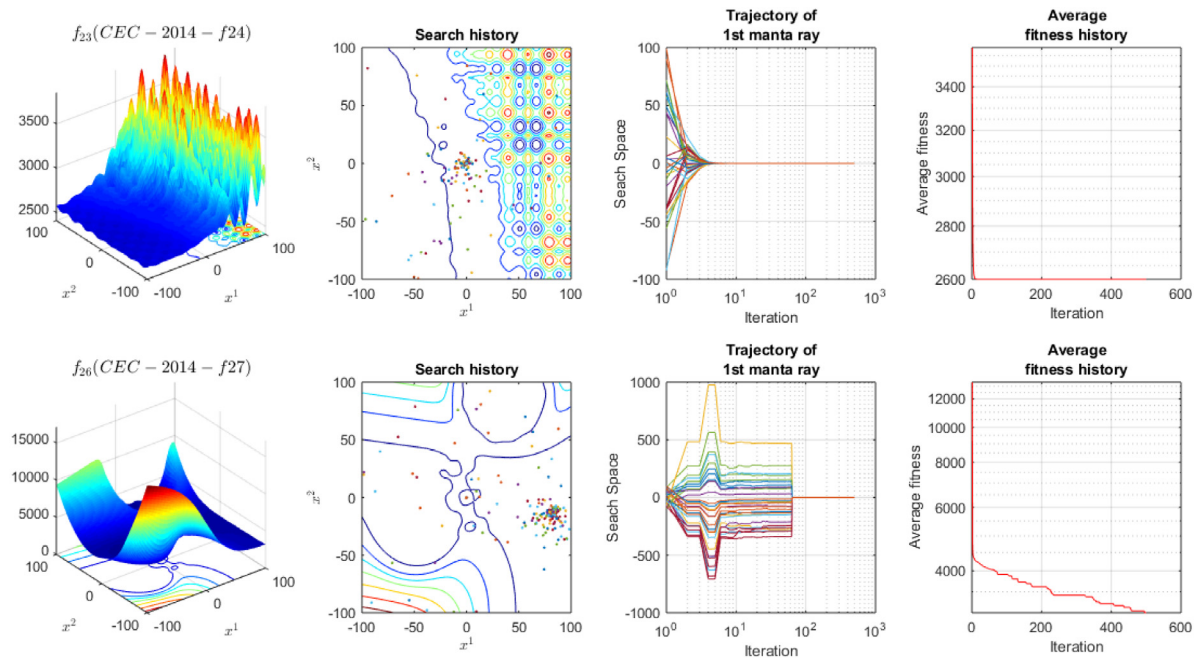 f23(CEC − 2014 − f24)
3500
3000
2500
100
0
-100
-100
0
100
x2
x1
Search history
100
50
0
-50
-100
-100
-50
0
50
100
x2
x1
Trajectory of
1st manta ray
100
50
0
-50
-100
10^0
10^1
10^2
10^3
Seach Space
Iteration
Average
fitness history
3400
3200
3000
2800
2600
0
200
400
600
Average fitness
Iteration
f26(CEC − 2014 − f27)
15000
10000
5000
0
100
0
-100
-100
0
100
x2
x1
Search history
100
50
0
-50
-100
-100
-50
0
50
100
x2
x1
Trajectory of
1st manta ray
1000
500
0
-500
-1000
10^0
10^1
10^2
10^3
Seach Space
Iteration
Average
fitness history
12000
10000
8000
6000
4000
0
200
400
600
Average fitness
Iteration